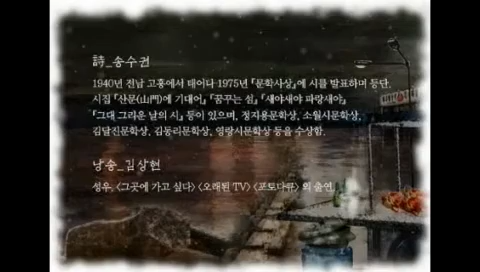 詩_송수권
1940년 전남 고흥에서 태어나 1975년 『문학사상』에 시를 발표하며 등단.
시집 『산문(山門)에 기대어』 『꿈꾸는 섬』 『새야새야 파랑새야』
『그대 그리운 날의 시』 등이 있으며, 정지용문학상, 소월시문학상,
김달진문학상, 김동리문학상, 영랑시문학상 등을 수상함.
낭송_김상현
성우. 〈그곳에 가고 싶다〉 〈오래된 TV〉 〈포토다큐〉 외 출연.